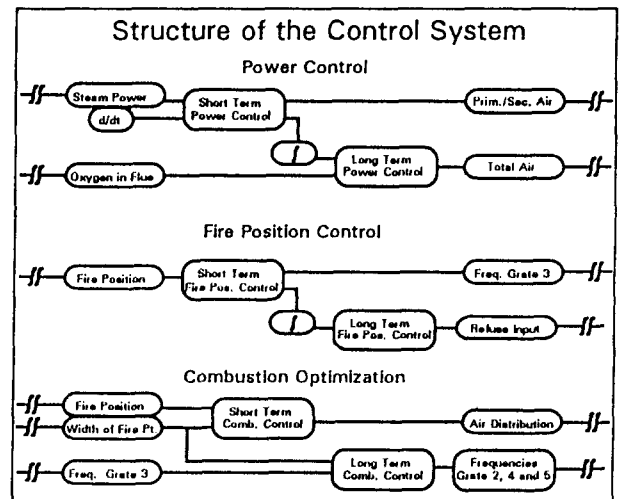 Structure of the Control System
Power Control
Steam Power
d/dt
Short Term
Power Control
Prim./Sec. Air
∫
Oxygen in Flue
Long Term
Power Control
Total Air
Fire Position Control
Fire Position
Short Term
Fire Pos. Control
Freq. Grate 3
∫
Long Term
Fire Pos. Control
Refuse Input
Combustion Optimization
Fire Position
Width of Fire Pt.
Short Term
Comb. Control
Air Distribution
Freq. Grate 3
Long Term
Comb. Control
Frequencies
Grate 2, 4 and 5